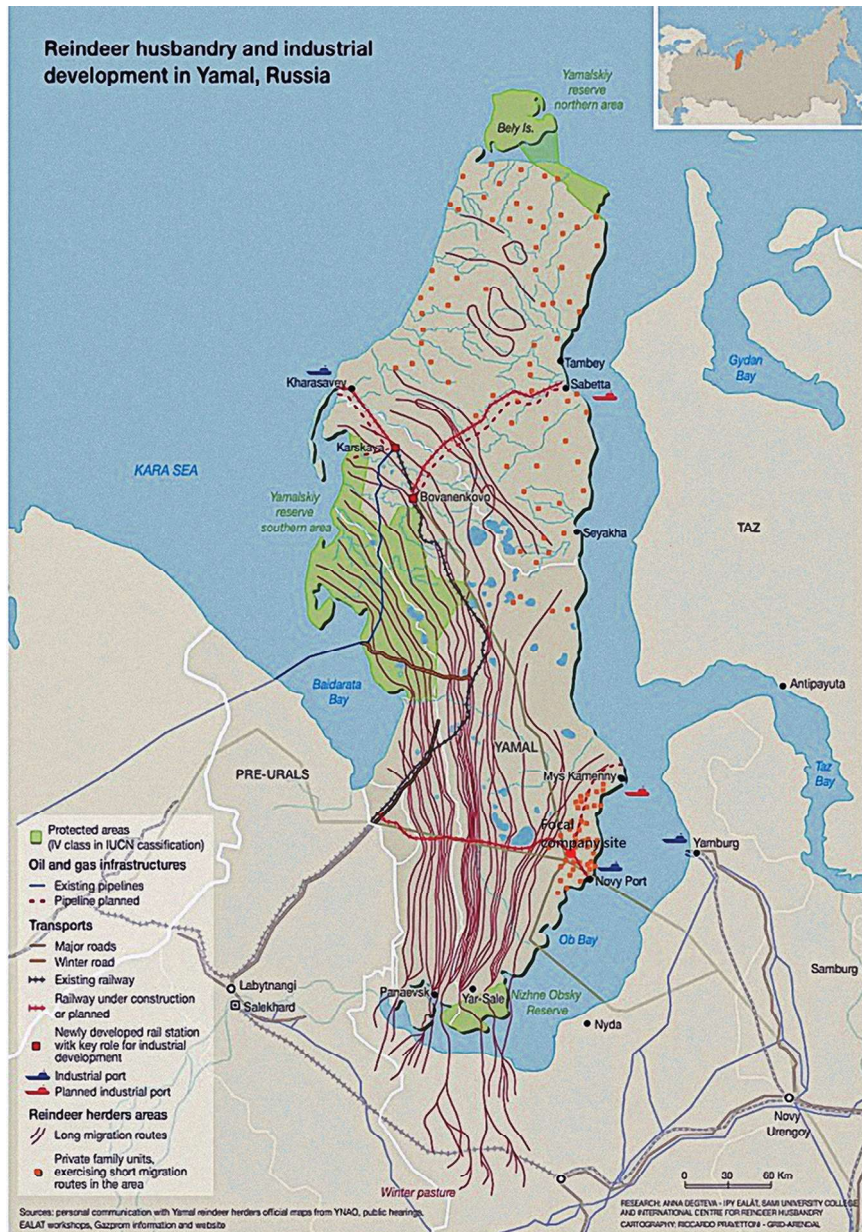 Reindeer husbandry and industrial
development in Yamal, Russia
Yamalskiy
reserve
northern area
Bely Is.
Tambey
Sabetta
Gydan
Bay
Kharasavey
KARA SEA
Karskaya
Bovanenkovo
Yamalskiy
reserve
southern area
Seyakha
TAZ
Baidarata
Bay
Antipayuta
Taz
Bay
PRE-URALS
YAMAL
Mys Kamenny
Focal
company site
Yamburg
Novy Port
Ob Bay
Samburg
Labytnangi
Salekhard
Panaevsk
Yar-Sale
Nizhne Obsky
Reserve
Nyda
Novy
Urengoy
Winter pasture
Protected areas
(IV class in IUCN cassification)
Oil and gas infrastructures
Existing pipelines
Pipeline planned
Transports
Major roads
Winter road
Existing railway
Railway under construction
or planned
Newly developed rail station
witk key role for industrial
development
Industrial port
Planned industrial port
Reindeer herders areas
Long migration routes
Private family units,
exercising short migration
routes in the area
0 30 60 Km
Sources: personal communication with Yamal reindeer herders official maps from YNAO, public hearings,
EALAT workshops, Gazprom information and website
RESEARCH: ANNA DEGTEVA - IPY EALÁT, SAMI UNIVERSITY COLLEGE
AND INTERNATIONAL CENTRE FOR REINDEER HUSBANDRY
CARTOGRAPHY: RICCARDO PRAVETTONI - GRID-ARENDAL